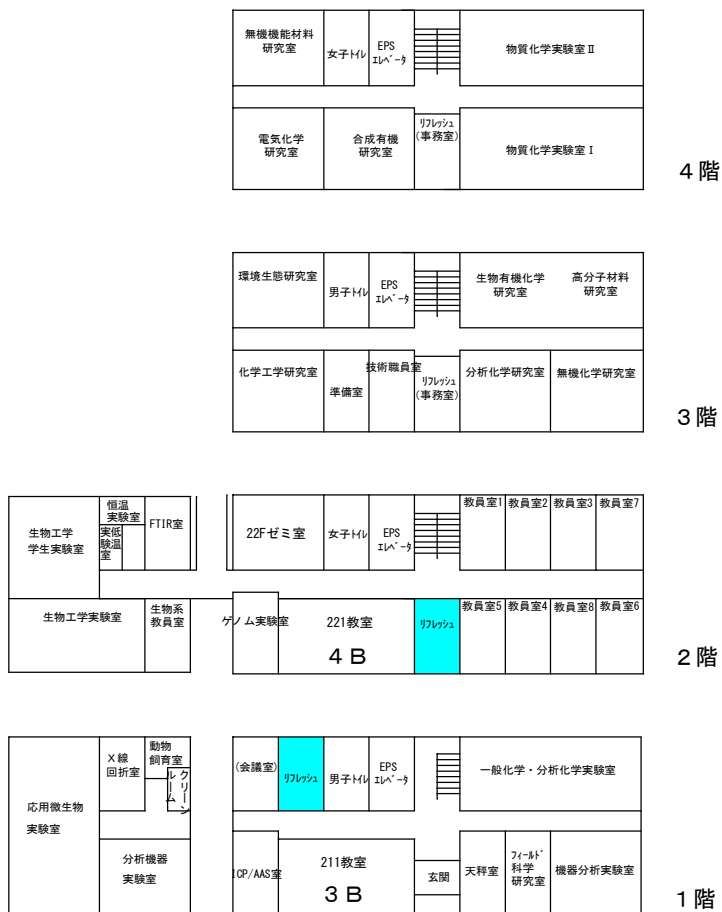 無機機能材料
研究室
女子ﾄｲﾚ
EPS
ｴﾚﾍﾞｰﾀ
物質化学実験室Ⅱ
電気化学
研究室
合成有機
研究室
ﾘﾌﾚｯｼｭ
(事務室)
物質化学実験室Ⅰ
4階
環境生態研究室
男子ﾄｲﾚ
EPS
ｴﾚﾍﾞｰﾀ
生物有機化学
研究室
高分子材料
研究室
化学工学研究室
準備室
技術職員室
ﾘﾌﾚｯｼｭ
(事務室)
分析化学研究室
無機化学研究室
3階
生物工学
学生実験室
恒温
実験室
実験室
低温
FTIR室
22Fゼミ室
女子ﾄｲﾚ
EPS
ｴﾚﾍﾞｰﾀ
教員室1
教員室2
教員室3
教員室7
生物工学実験室
生物系
教員室
ゲノム実験室
221教室
4B
ﾘﾌﾚｯｼｭ
教員室5
教員室4
教員室8
教員室6
2階
応用微生物
実験室
X線
回折室
動物
飼育室
クリーン
ルーム
(会議室)
ﾘﾌﾚｯｼｭ
男子ﾄｲﾚ
EPS
ｴﾚﾍﾞｰﾀ
一般化学・分析化学実験室
分析機器
実験室
ICP/AAS室
211教室
3B
玄関
天秤室
ﾌｨｰﾙﾄﾞ
科学
研究室
機器分析実験室
1階